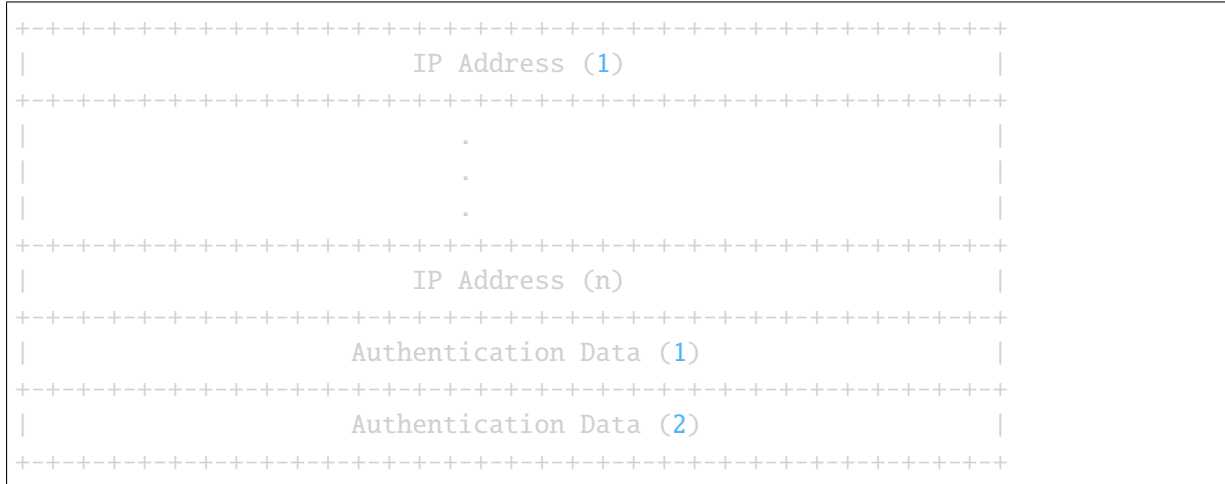 +-+-+-+-+-+-+-+-+-+-+-+-+-+-+-+-+-+-+-+-+-+-+-+-+-+-+-+-+-+-+-+-+
|                         IP Address (1)                        |
+-+-+-+-+-+-+-+-+-+-+-+-+-+-+-+-+-+-+-+-+-+-+-+-+-+-+-+-+-+-+-+-+
|                            .                                  |
|                            .                                  |
|                            .                                  |
+-+-+-+-+-+-+-+-+-+-+-+-+-+-+-+-+-+-+-+-+-+-+-+-+-+-+-+-+-+-+-+-+
|                         IP Address (n)                        |
+-+-+-+-+-+-+-+-+-+-+-+-+-+-+-+-+-+-+-+-+-+-+-+-+-+-+-+-+-+-+-+-+
|                     Authentication Data (1)                   |
+-+-+-+-+-+-+-+-+-+-+-+-+-+-+-+-+-+-+-+-+-+-+-+-+-+-+-+-+-+-+-+-+
|                     Authentication Data (2)                   |
+-+-+-+-+-+-+-+-+-+-+-+-+-+-+-+-+-+-+-+-+-+-+-+-+-+-+-+-+-+-+-+-+